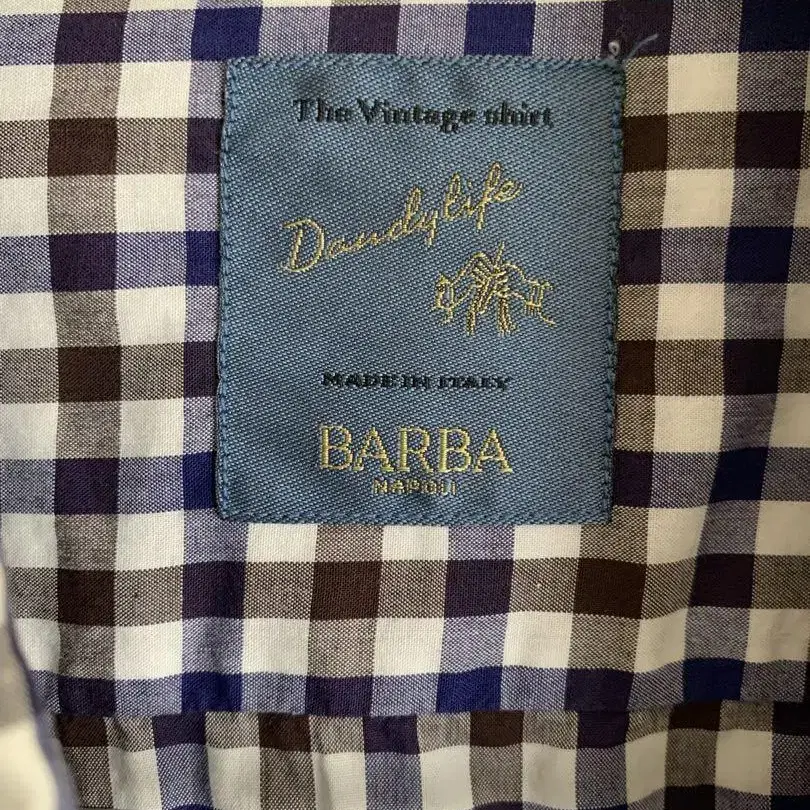 The Vintage shirt
Dandylife
MADE IN ITALY
BARBA
NAPOLI